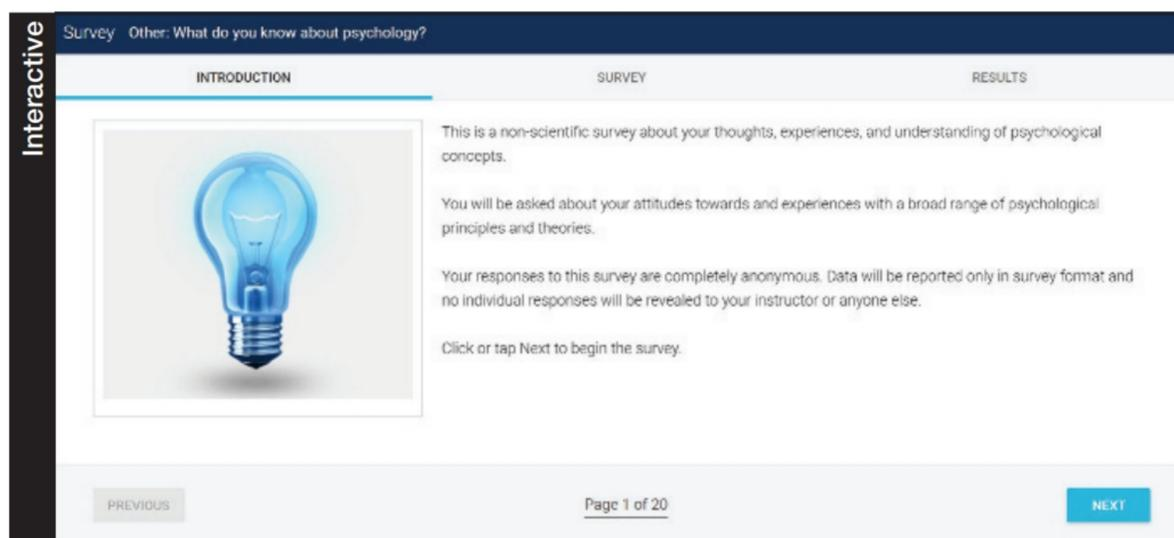 Interactive
Survey Other: What do you know about psychology?
INTRODUCTION
SURVEY
RESULTS
This is a non-scientific survey about your thoughts, experiences, and understanding of psychological
concepts.
You will be asked about your attitudes towards and experiences with a broad range of psychological
principles and theories.
Your responses to this survey are completely anonymous. Data will be reported only in survey format and
no individual responses will be revealed to your instructor or anyone else.
Click or tap Next to begin the survey.
PREVIOUS
Page 1 of 20
NEXT